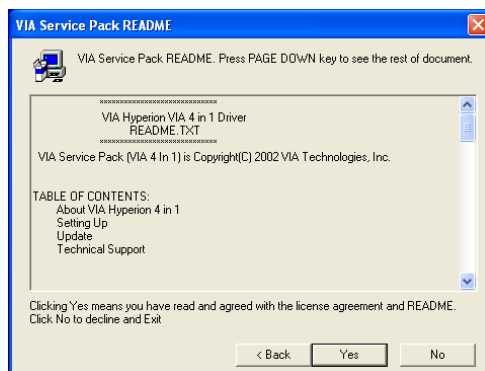 VIA Service Pack README
VIA Service Pack README. Press PAGE DOWN key to see the rest of document.
xxxxxxxxxxxxxxxxxxxxxxxxxxxx
VIA Hyperion VIA 4 in 1 Driver
README.TXT
xxxxxxxxxxxxxxxxxxxxxxxxxxxx
VIA Service Pack (VIA 4 In 1) is Copyright(C) 2002 VIA Technologies, Inc.
TABLE OF CONTENTS:
About VIA Hyperion 4 in 1
Setting Up
Update
Technical Support
Clicking Yes means you have read and agreed with the license agreement and README.
Click No to decline and Exit
< Back
Yes
No